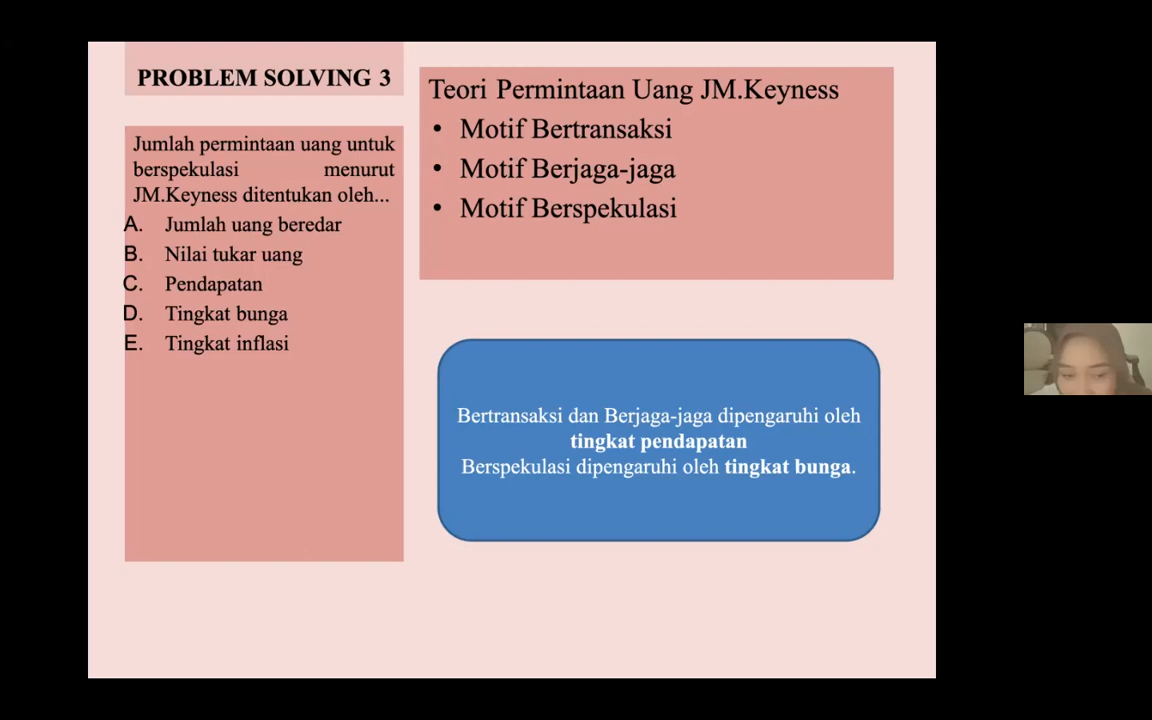 PROBLEM SOLVING 3
Jumlah permintaan uang untuk
berspekulasi menurut
JM.Keyness ditentukan oleh...
A. Jumlah uang beredar
B. Nilai tukar uang
C. Pendapatan
D. Tingkat bunga
E. Tingkat inflasi
Teori Permintaan Uang JM.Keyness
• Motif Bertransaksi
• Motif Berjaga-jaga
• Motif Berspekulasi
Bertransaksi dan Berjaga-jaga dipengaruhi oleh
tingkat pendapatan
Berspekulasi dipengaruhi oleh tingkat bunga.